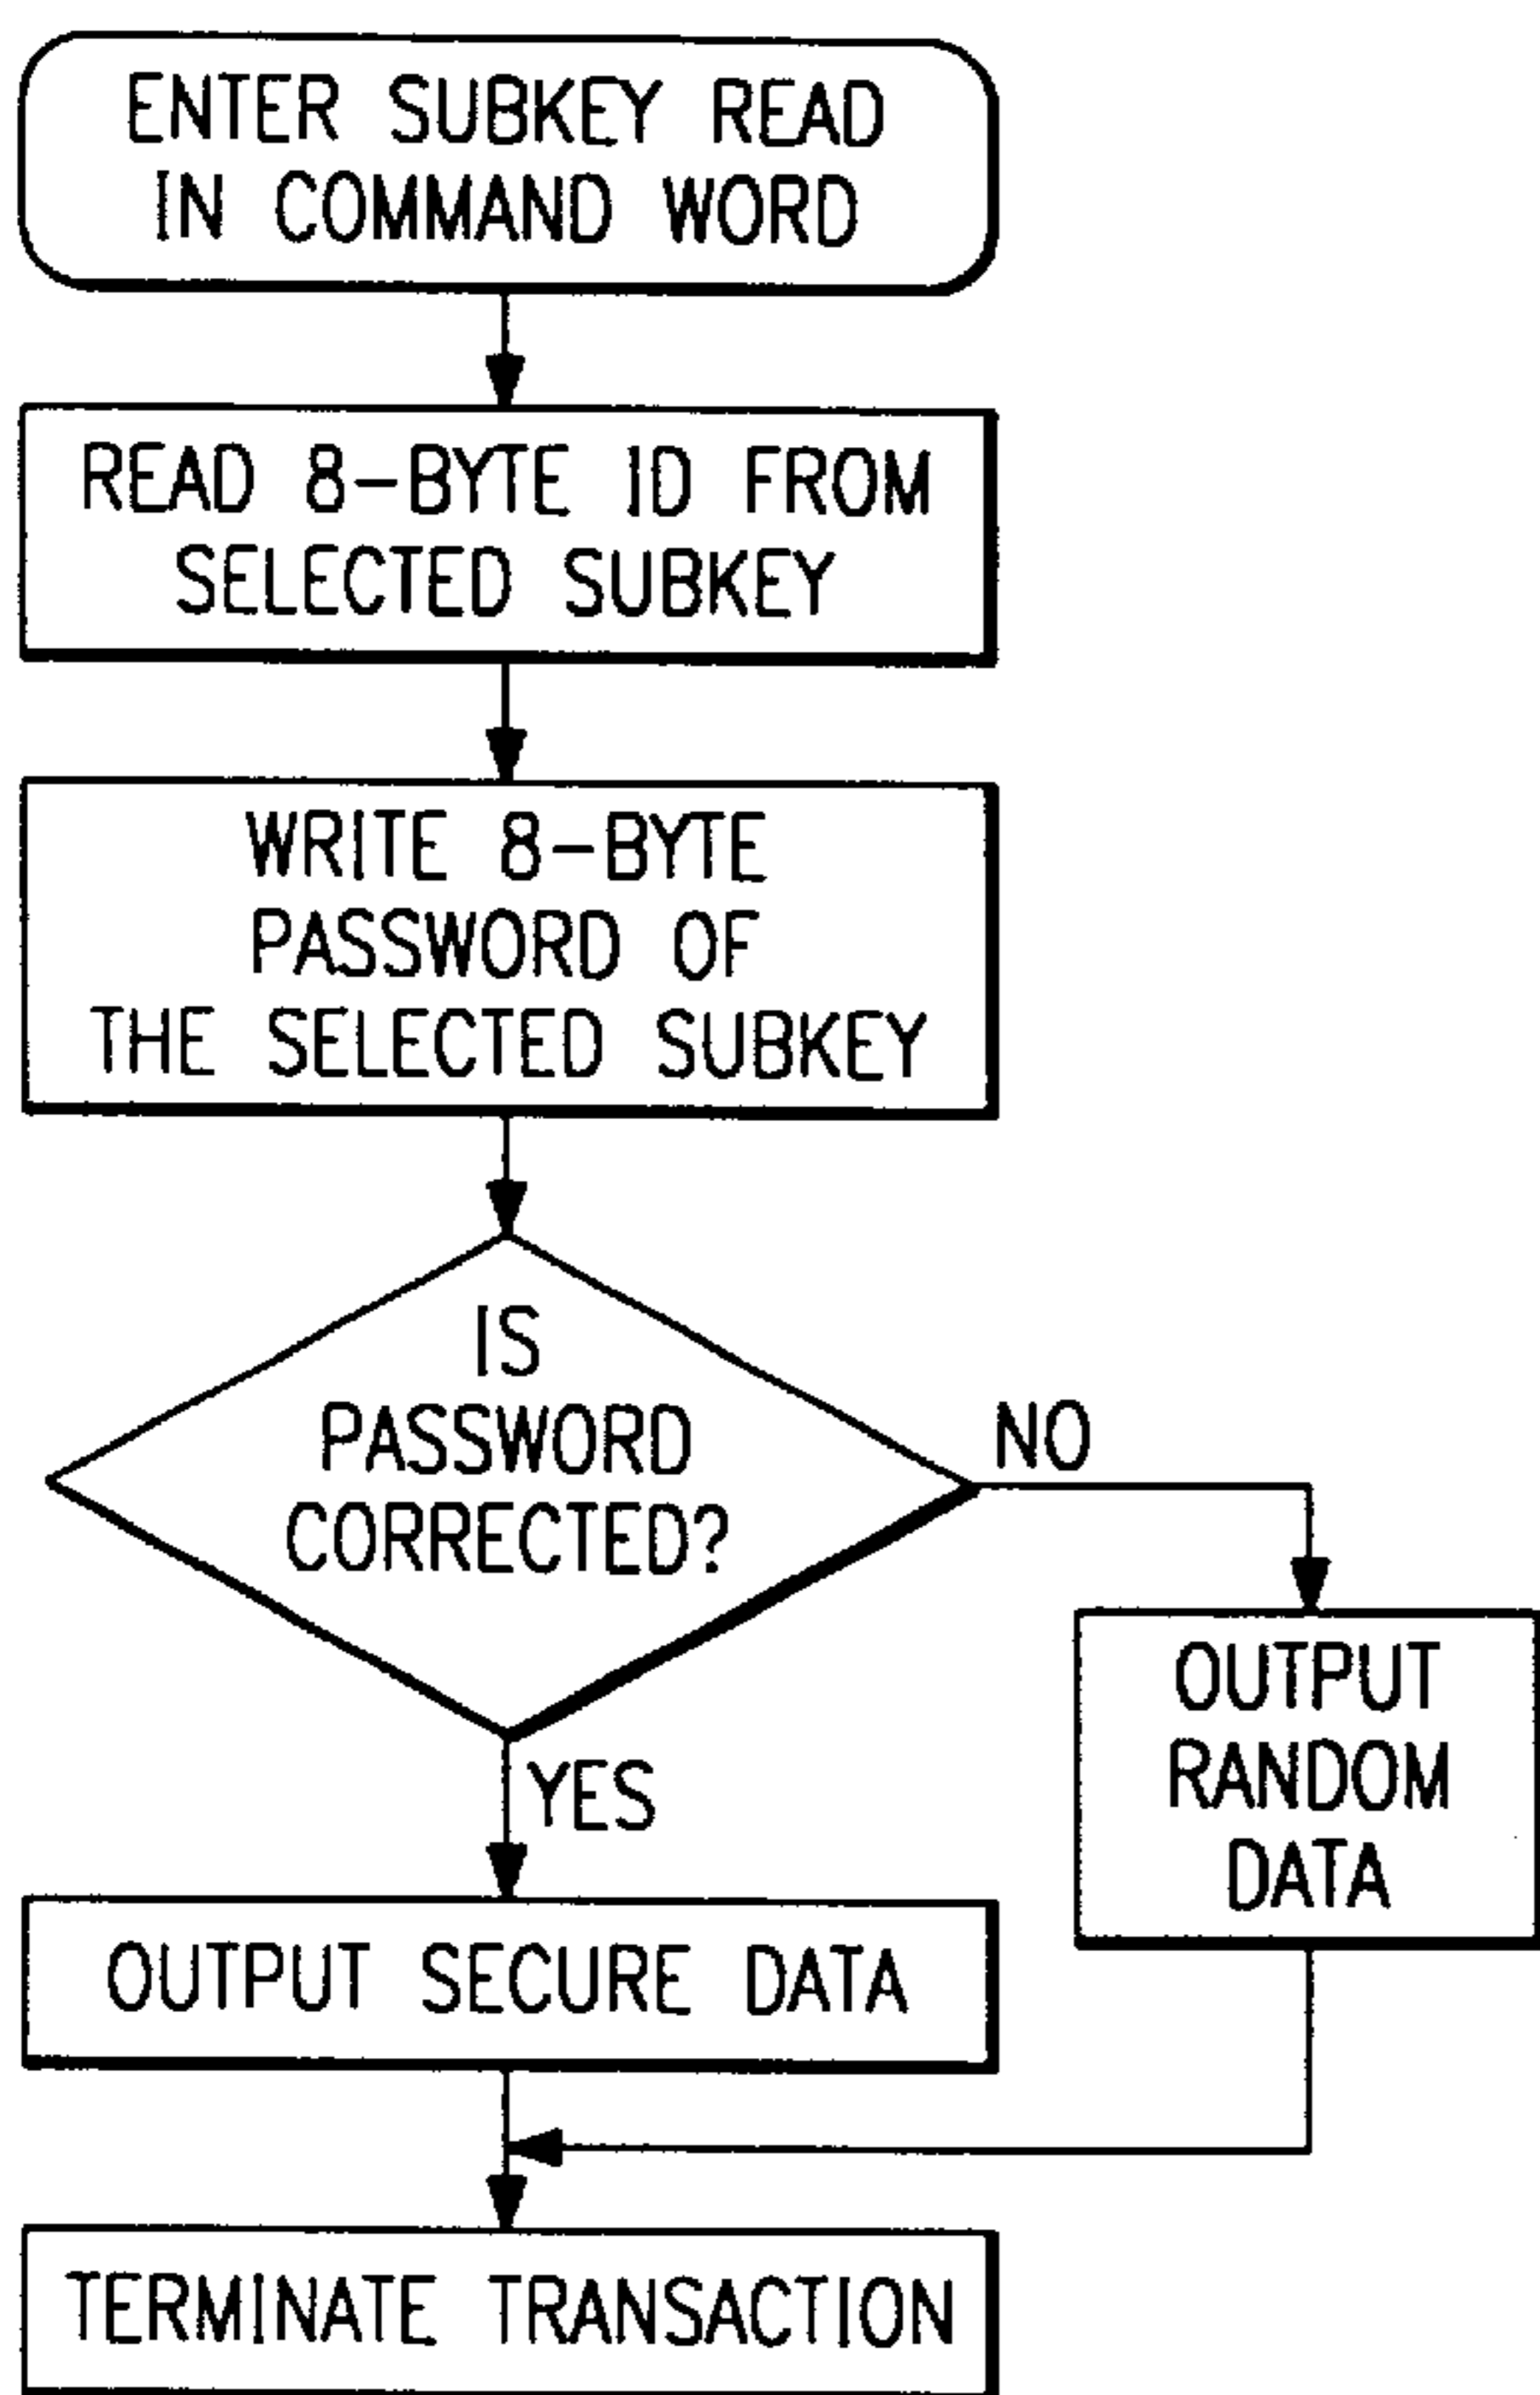 ENTER SUBKEY READ
IN COMMAND WORD
READ 8-BYTE ID FROM
SELECTED SUBKEY
WRITE 8-BYTE
PASSWORD OF
THE SELECTED SUBKEY
IS
PASSWORD
CORRECTED?
NO
YES
OUTPUT
RANDOM
DATA
OUTPUT SECURE DATA
TERMINATE TRANSACTION